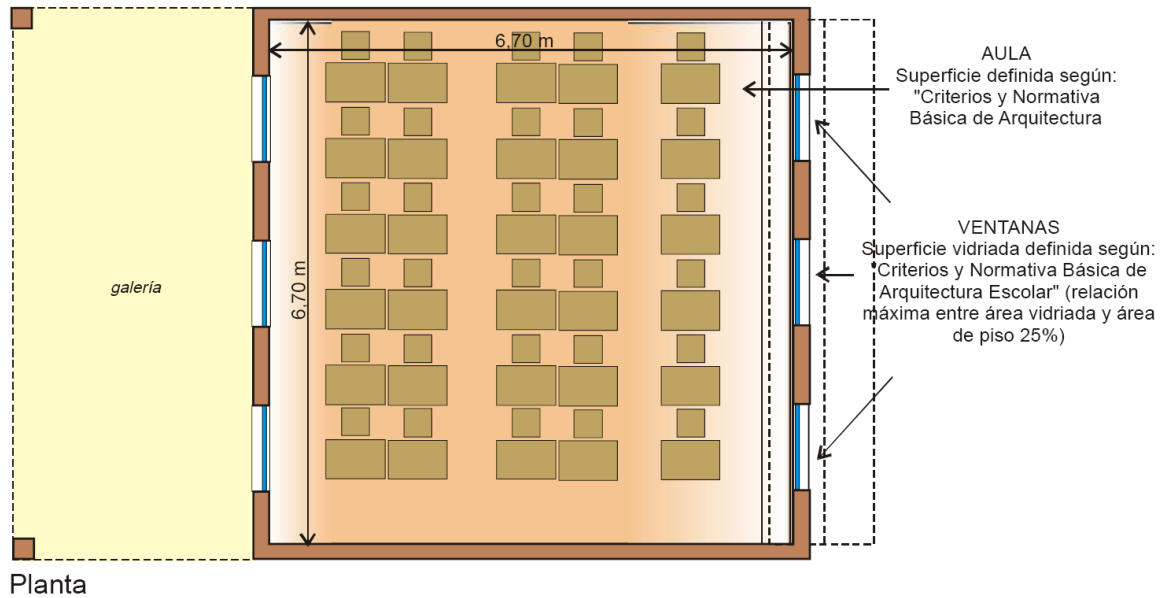 6,70 m
6,70 m
galería
AULA
Superficie definida según:
"Criterios y Normativa
Básica de Arquitectura
VENTANAS
Superficie vidriada definida según:
"Criterios y Normativa Básica de
Arquitectura Escolar" (relación
máxima entre área vidriada y área
de piso 25%)
Planta